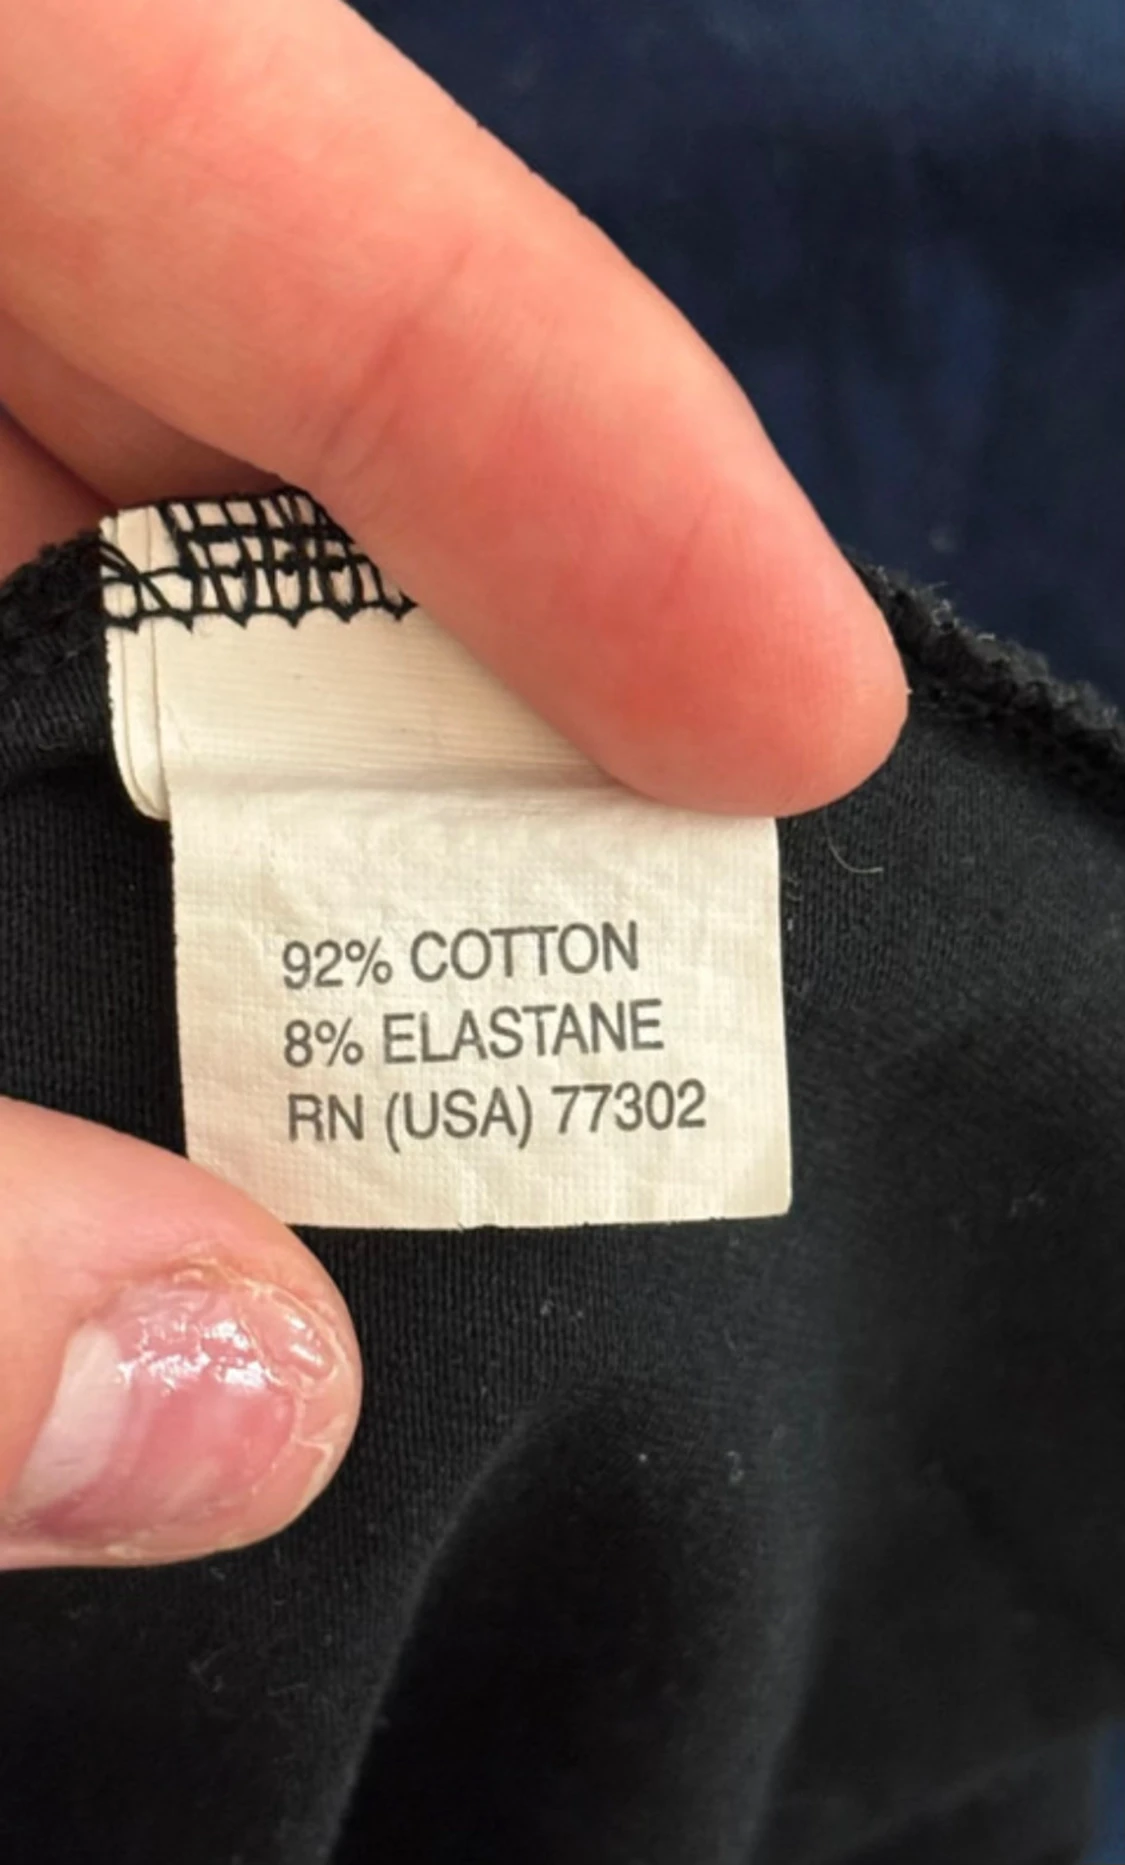 92% COTTON
8% ELASTANE
RN (USA) 77302